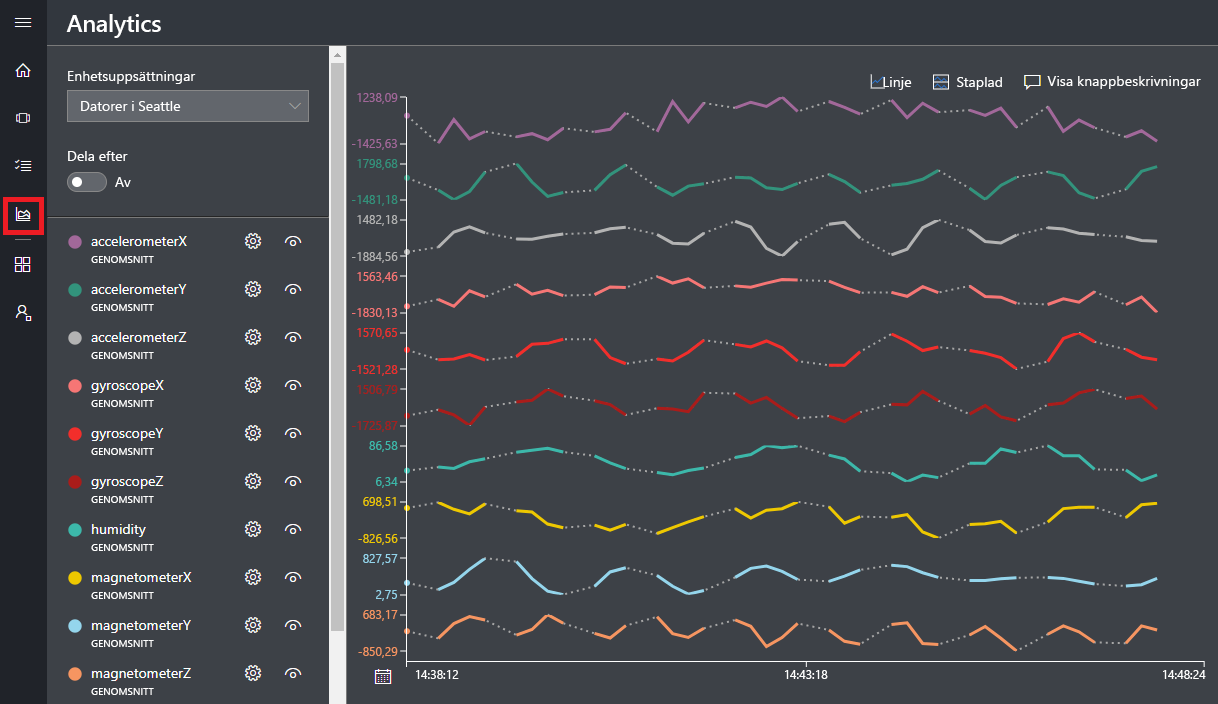 Analytics
Enhetsuppsättningar
Datorer i Seattle
Dela efter
Av
accelerometerX
GENOMSNITT
accelerometerY
GENOMSNITT
accelerometerZ
GENOMSNITT
gyroscopeX
GENOMSNITT
gyroscopeY
GENOMSNITT
gyroscopeZ
GENOMSNITT
humidity
GENOMSNITT
magnetometerX
GENOMSNITT
magnetometerY
GENOMSNITT
magnetometerZ
GENOMSNITT
Linje Staplad Visa knappbeskrivningar
1238,09
-1425,63
1798,68
-1481,18
1482,18
-1884,56
1563,46
-1830,13
1570,65
-1521,28
86,58
6,34
698,51
-826,56
827,57
2,75
683,17
-850,29
14:38:12 14:43:18 14:48:24